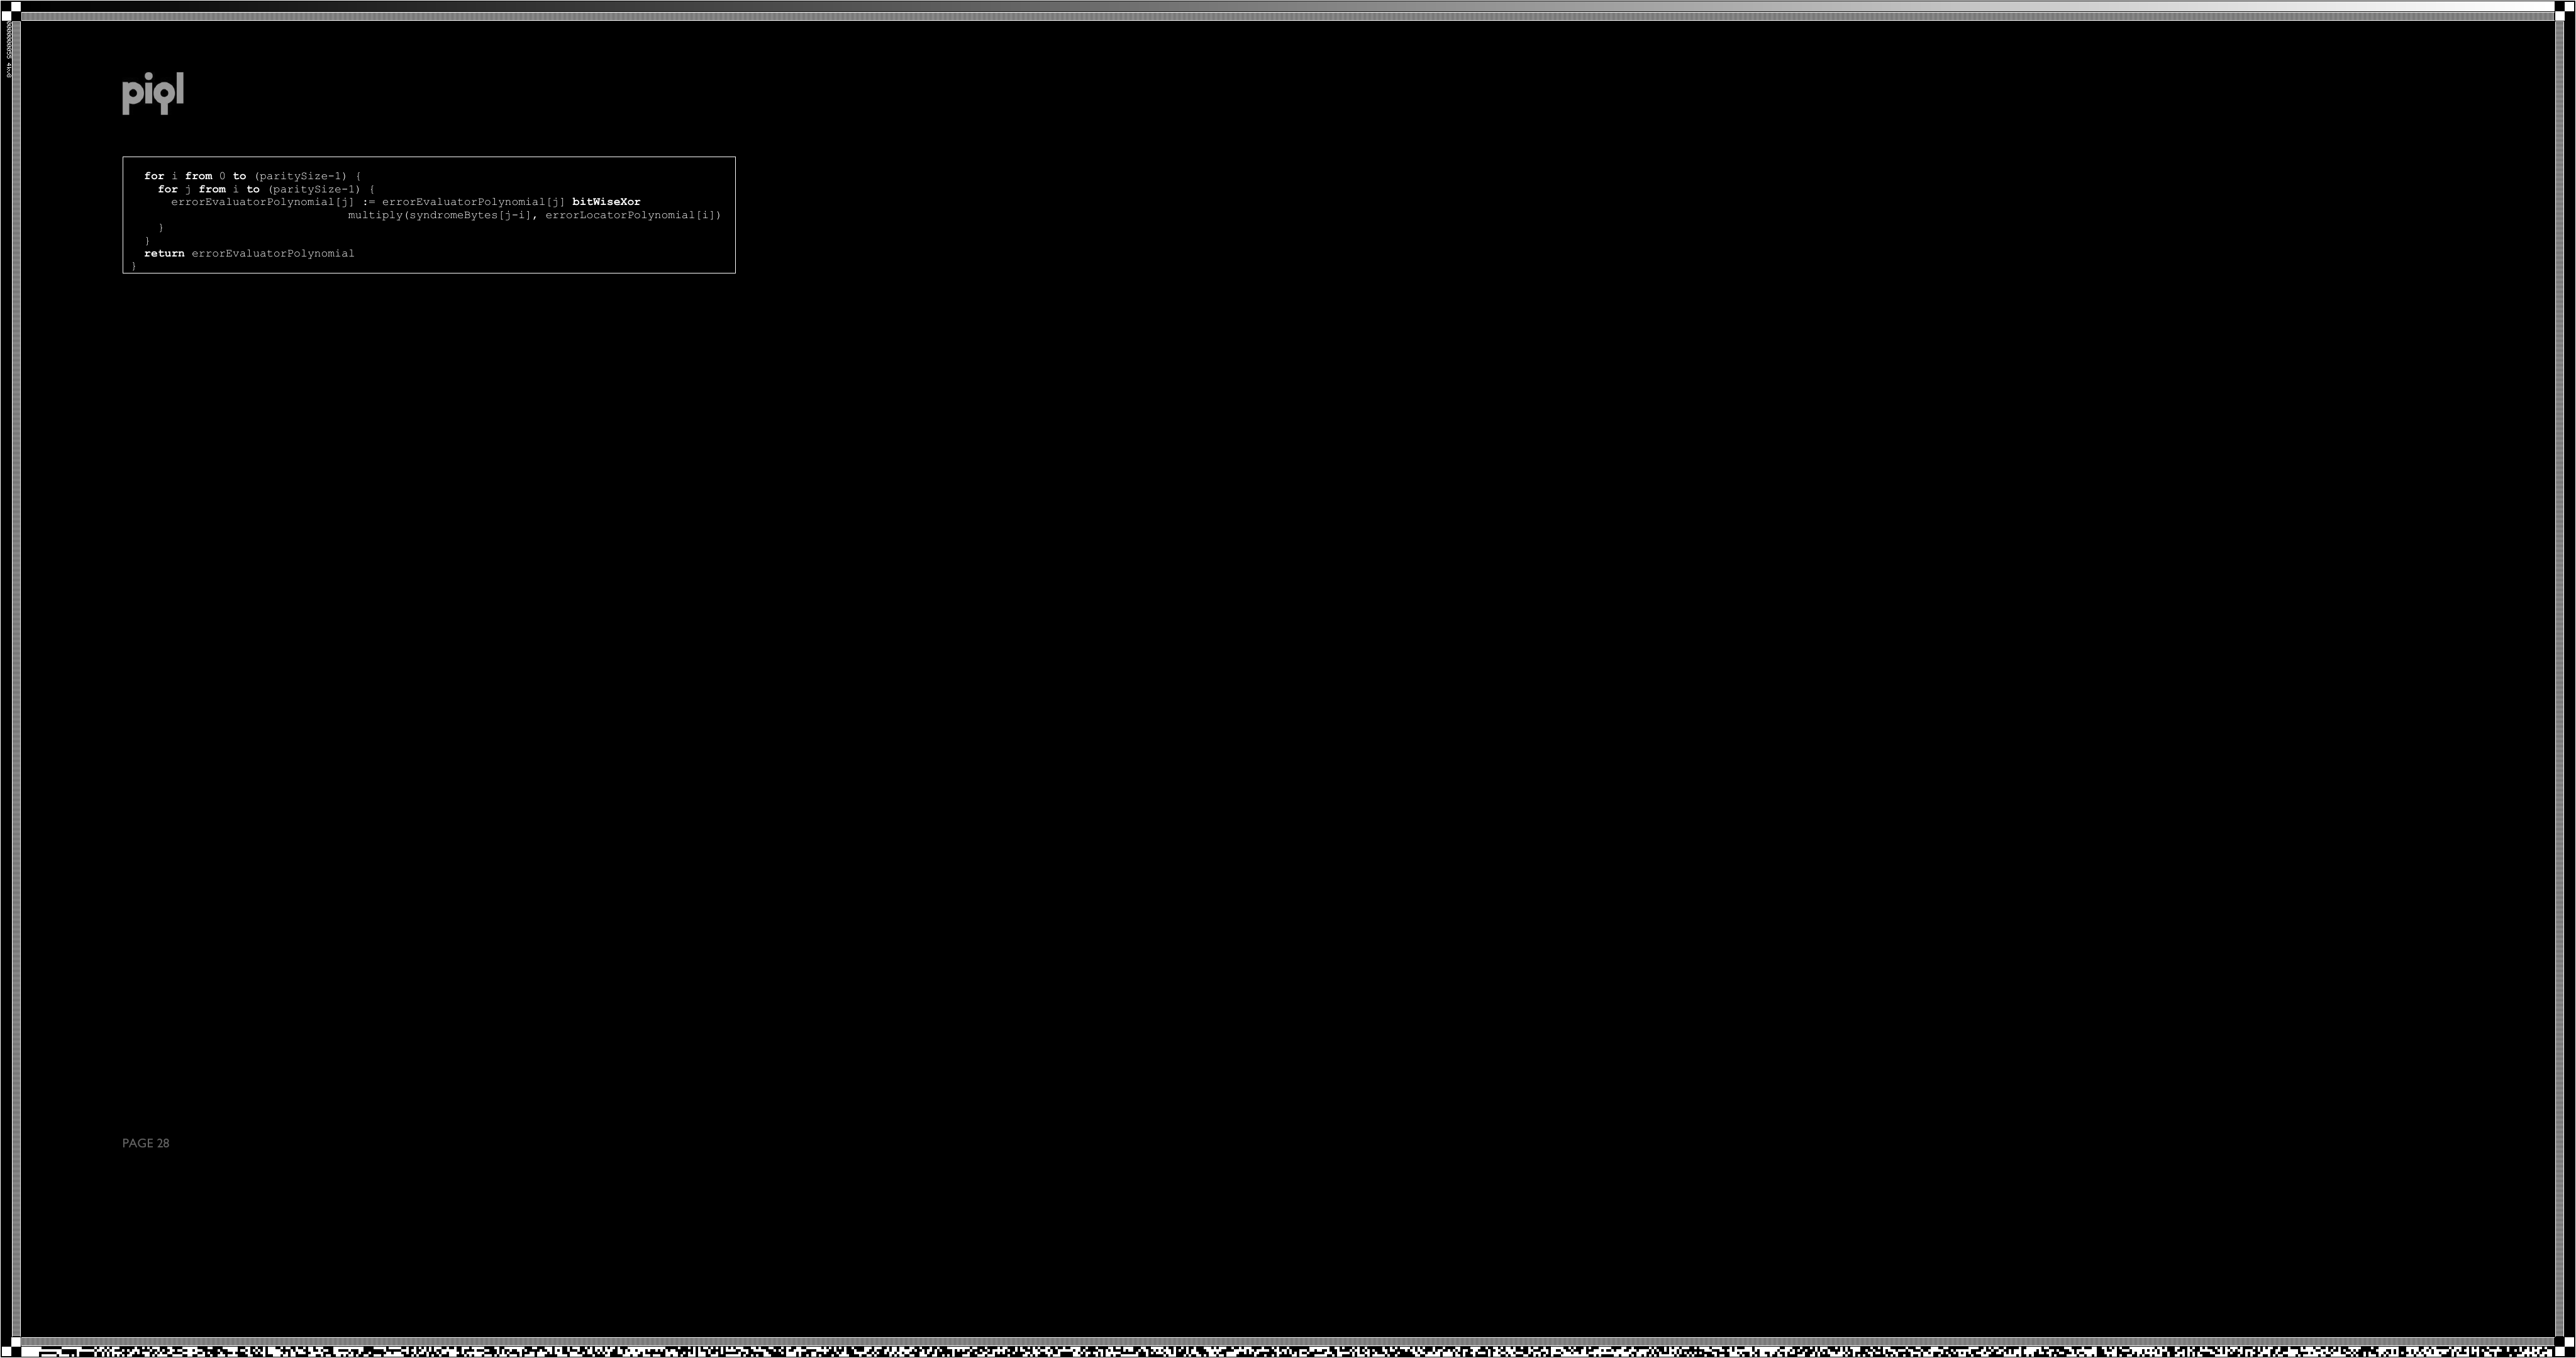 piql
for i from 0 to (paritySize-1) {
for j from i to (paritySize-1) {
errorEvaluatorPolynomial[j] := errorEvaluatorPolynomial[j] bitWiseXor
multiply(syndromeBytes[j-i], errorLocatorPolynomial[i])
}
}
return errorEvaluatorPolynomial
}
PAGE 28